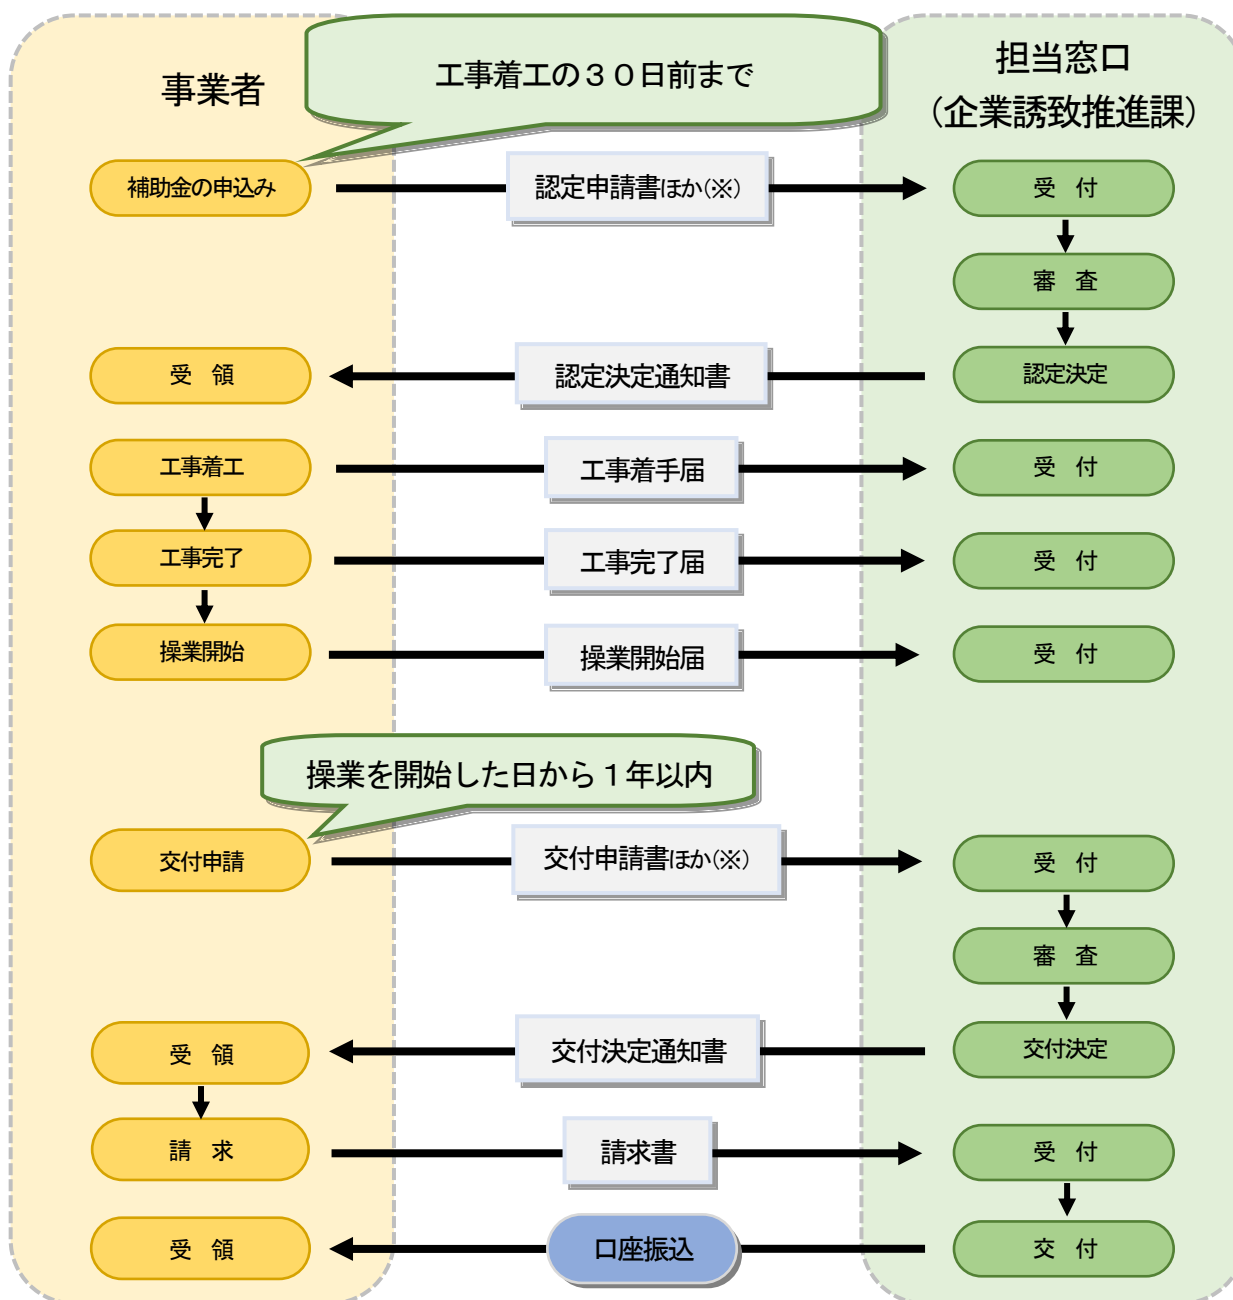 事業者
工事着工の３０日前まで
担当窓口
（企業誘致推進課）
補助金の申込み
認定申請書ほか(※)
受　付
審　査
受　領
認定決定通知書
認定決定
工事着工
工事着手届
受　付
工事完了
工事完了届
受　付
操業開始
操業開始届
受　付
操業を開始した日から１年以内
交付申請
交付申請書ほか(※)
受　付
審　査
受　領
交付決定通知書
交付決定
請　求
請求書
受　付
受　領
口座振込
交　付